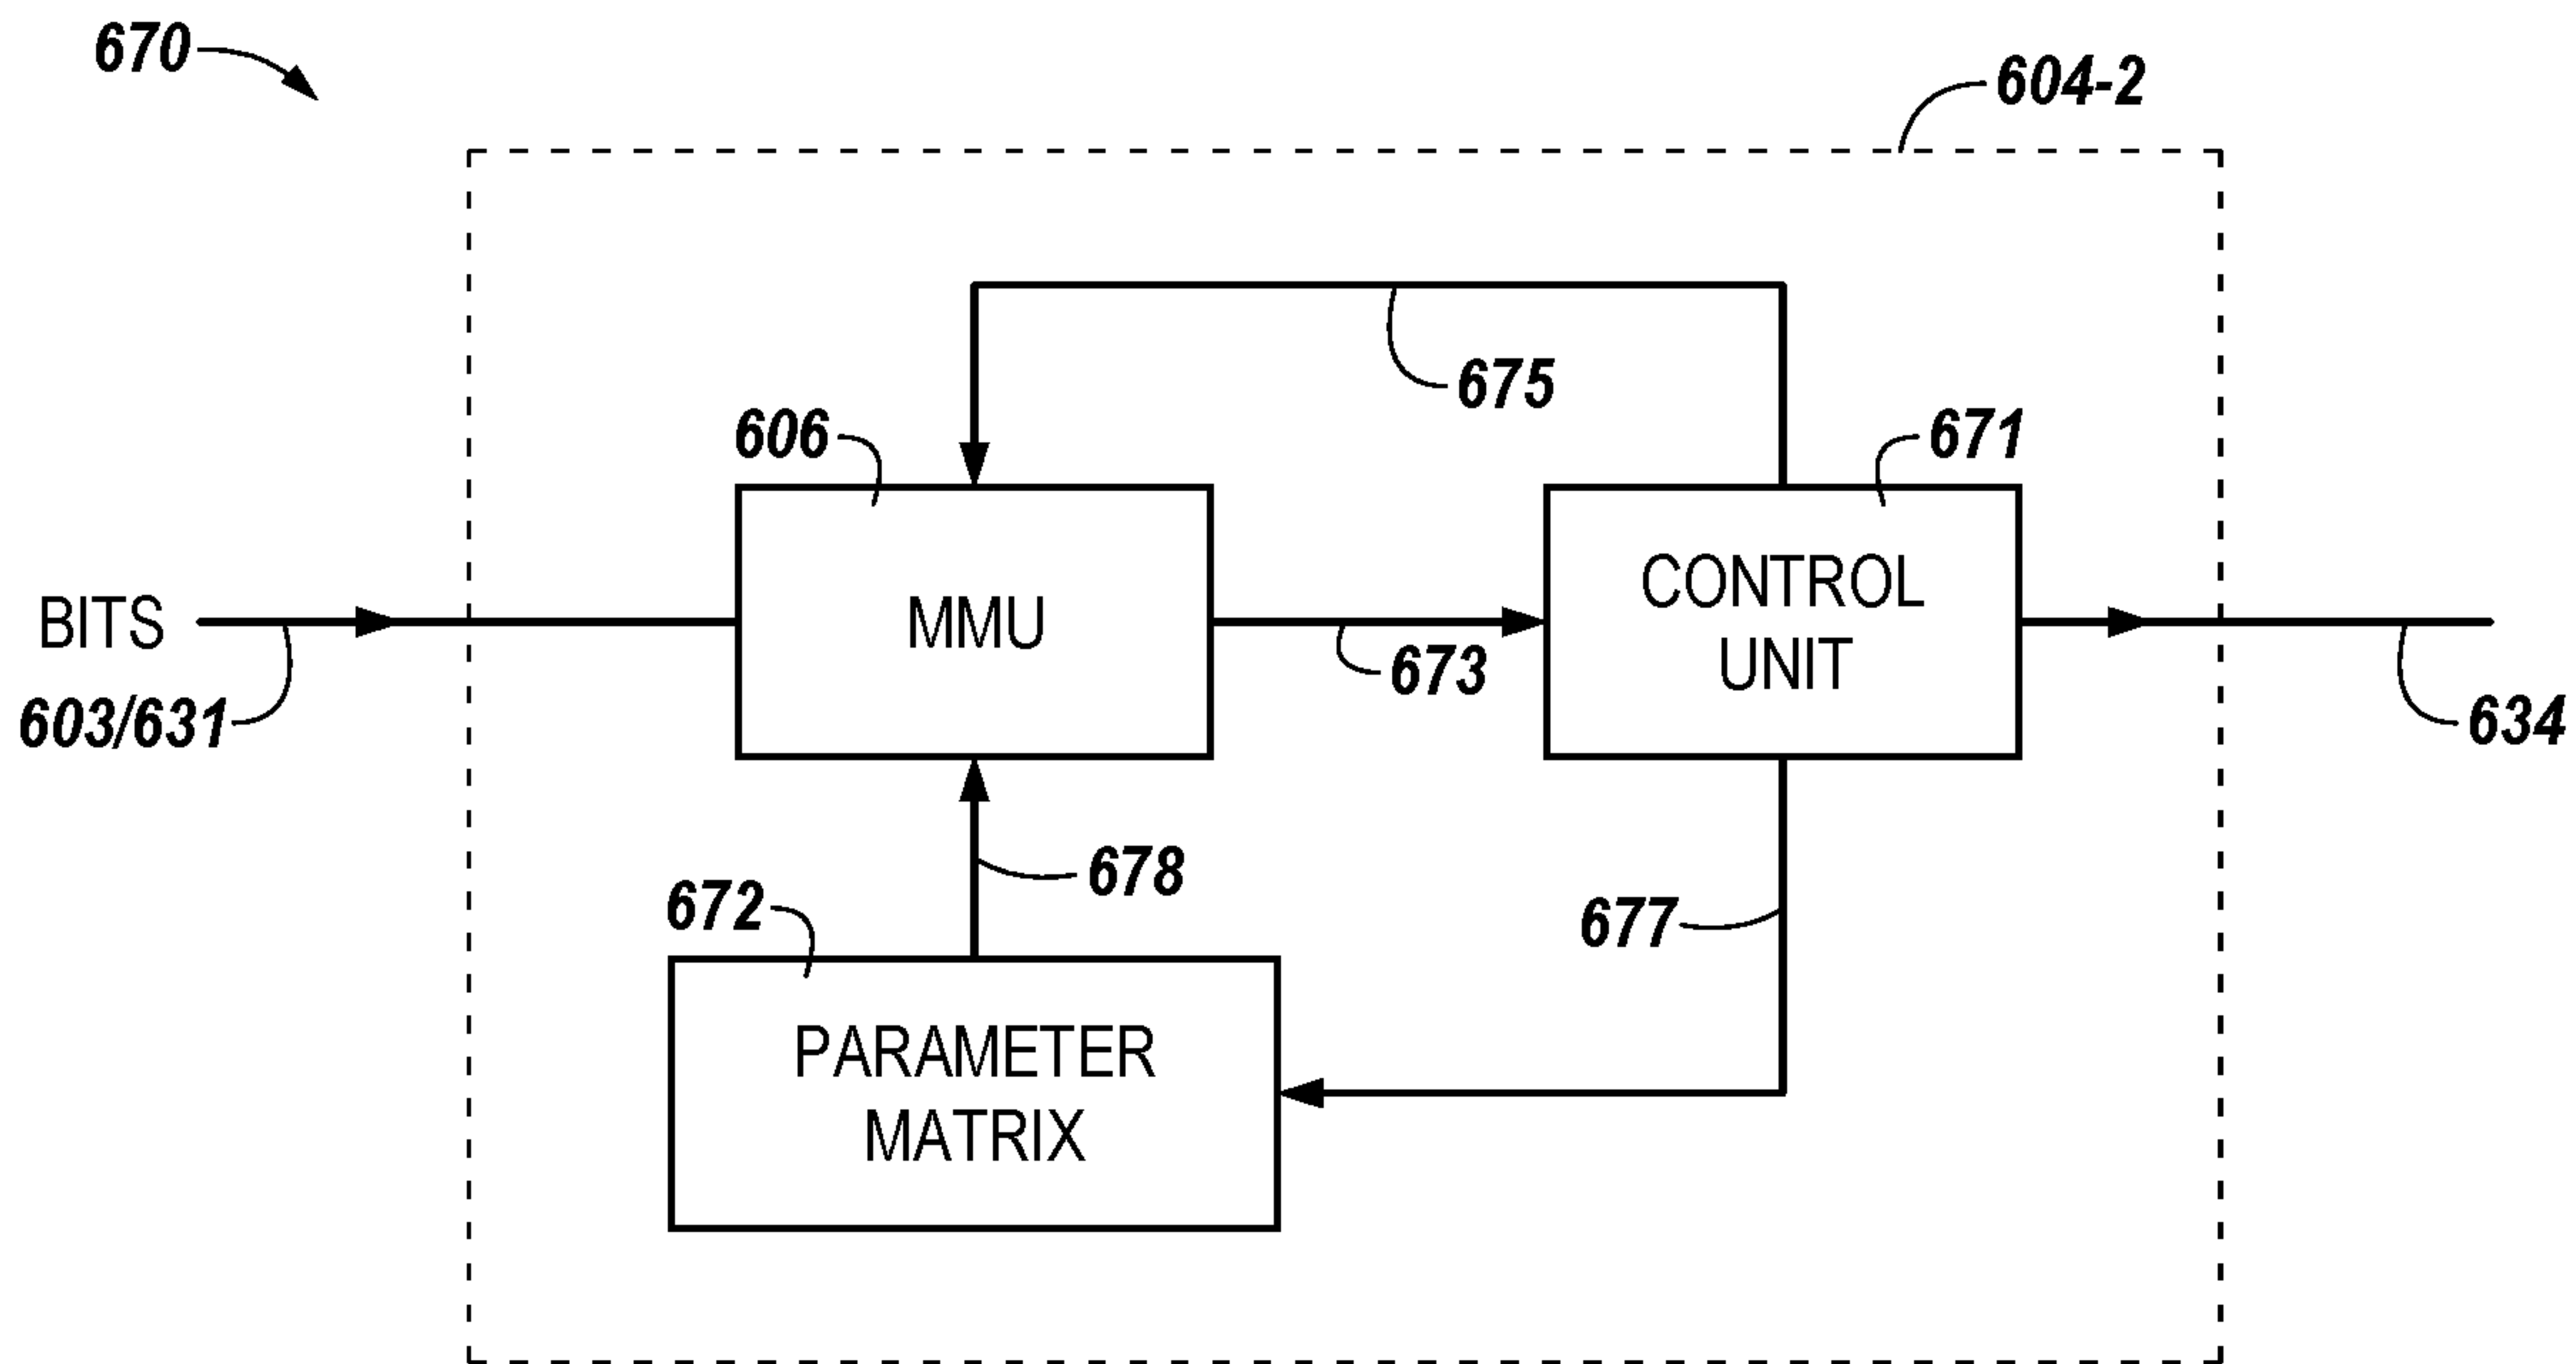 670
604-2
675
606
671
BITS
MMU
CONTROL
UNIT
603/631
673
634
678
672
677
PARAMETER
MATRIX